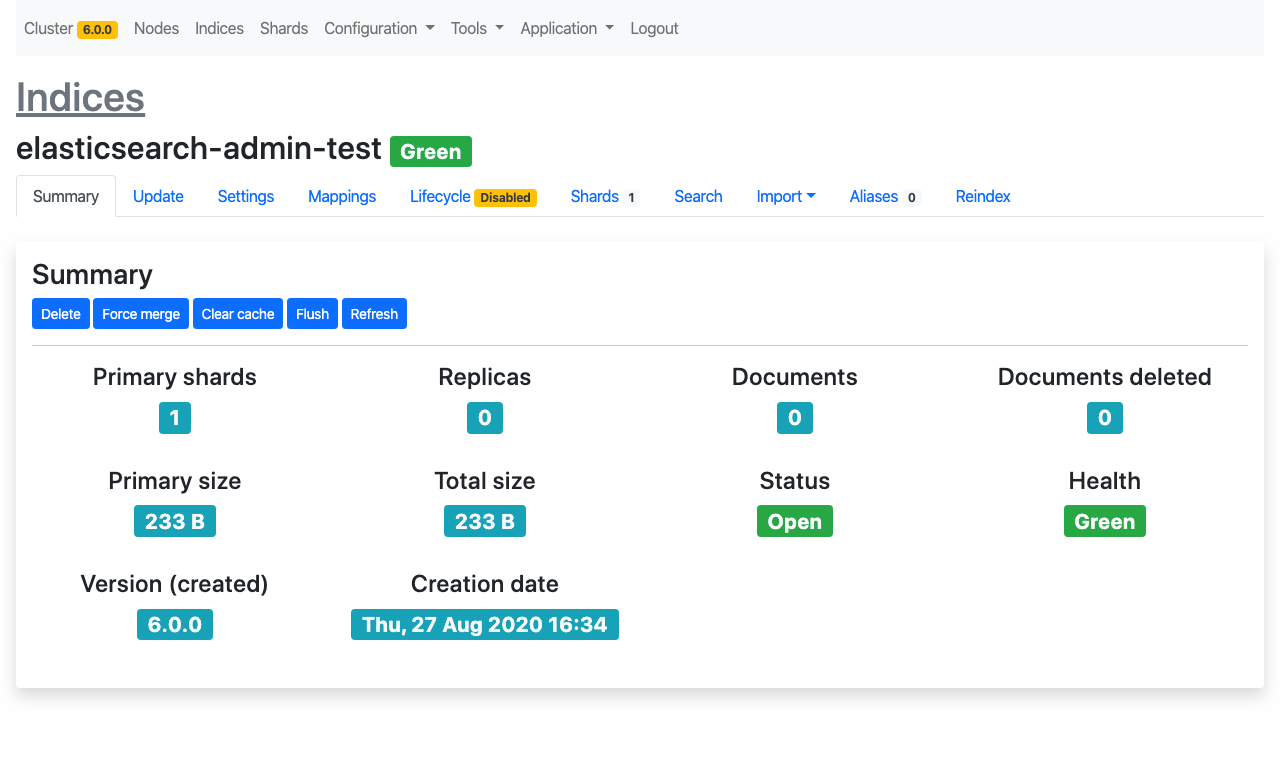 Cluster 6.0.0 Nodes Indices Shards Configuration Tools Application Logout
Indices
elasticsearch-admin-test Green
Summary Update Settings Mappings Lifecycle Disabled Shards 1 Search Import Aliases 0 Reindex
Summary
Delete Force merge Clear cache Flush Refresh
Primary shards Replicas Documents Documents deleted
1 0 0 0
Primary size Total size Status Health
233 B 233 B Open Green
Version (created) Creation date
6.0.0 Thu, 27 Aug 2020 16:34